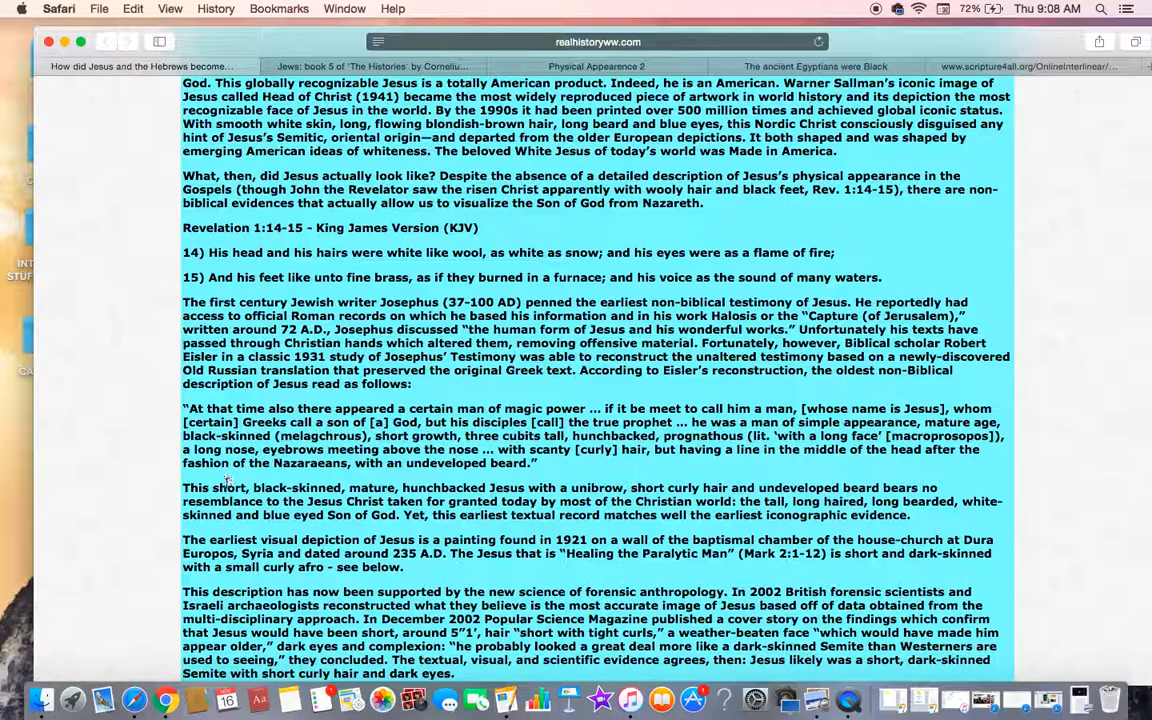 Safari File Edit View History Bookmarks Window Help
72% Thu 9:08 AM
realhistoryww.com
How did Jesus and the Hebrews become...
Jews: book 5 of 'The Histories' by Corneliu...
Physical Appearence 2
The ancient Egyptians were Black
www.scripture4all.org/OnlineInterlinear/...
God. This globally recognizable Jesus is a totally American product. Indeed, he is an American. Warner Sallman's iconic image of
Jesus called Head of Christ (1941) became the most widely reproduced piece of artwork in world history and its depiction the most
recognizable face of Jesus in the world. By the 1990s it had been printed over 500 million times and achieved global iconic status.
With smooth white skin, long, flowing blondish-brown hair, long beard and blue eyes, this Nordic Christ consciously disguised any
hint of Jesus's Semitic, oriental origin—and departed from the older European depictions. It both shaped and was shaped by
emerging American ideas of whiteness. The beloved White Jesus of today's world was Made in America.
What, then, did Jesus actually look like? Despite the absence of a detailed description of Jesus's physical appearance in the
Gospels (though John the Revelator saw the risen Christ apparently with wooly hair and black feet, Rev. 1:14-15), there are non-
biblical evidences that actually allow us to visualize the Son of God from Nazareth.
Revelation 1:14-15 - King James Version (KJV)
14) His head and his hairs were white like wool, as white as snow; and his eyes were as a flame of fire;
15) And his feet like unto fine brass, as if they burned in a furnace; and his voice as the sound of many waters.
The first century Jewish writer Josephus (37-100 AD) penned the earliest non-biblical testimony of Jesus. He reportedly had
access to official Roman records on which he based his information and in his work Halosis or the "Capture (of Jerusalem),"
written around 72 A.D., Josephus discussed "the human form of Jesus and his wonderful works." Unfortunately his texts have
passed through Christian hands which altered them, removing offensive material. Fortunately, however, Biblical scholar Robert
Eisler in a classic 1931 study of Josephus' Testimony was able to reconstruct the unaltered testimony based on a newly-discovered
Old Russian translation that preserved the original Greek text. According to Eisler's reconstruction, the oldest non-Biblical
description of Jesus read as follows:
"At that time also there appeared a certain man of magic power ... if it be meet to call him a man, [whose name is Jesus], whom
[certain] Greeks call a son of [a] God, but his disciples [call] the true prophet ... he was a man of simple appearance, mature age,
black-skinned (melagchrous), short growth, three cubits tall, hunchbacked, prognathous (lit. 'with a long face' [macroprosopos]),
a long nose, eyebrows meeting above the nose ... with scanty [curly] hair, but having a line in the middle of the head after the
fashion of the Nazaraeans, with an undeveloped beard."
This short, black-skinned, mature, hunchbacked Jesus with a unibrow, short curly hair and undeveloped beard bears no
resemblance to the Jesus Christ taken for granted today by most of the Christian world: the tall, long haired, long bearded, white-
skinned and blue eyed Son of God. Yet, this earliest textual record matches well the earliest iconographic evidence.
The earliest visual depiction of Jesus is a painting found in 1921 on a wall of the baptismal chamber of the house-church at Dura
Europos, Syria and dated around 235 A.D. The Jesus that is "Healing the Paralytic Man" (Mark 2:1-12) is short and dark-skinned
with a small curly afro - see below.
This description has now been supported by the new science of forensic anthropology. In 2002 British forensic scientists and
Israeli archaeologists reconstructed what they believe is the most accurate image of Jesus based off of data obtained from the
multi-disciplinary approach. In December 2002 Popular Science Magazine published a cover story on the findings which confirm
that Jesus would have been short, around 5"1', hair "short with tight curls," a weather-beaten face "which would have made him
appear older," dark eyes and complexion: "he probably looked a great deal more like a dark-skinned Semite than Westerners are
used to seeing," they concluded. The textual, visual, and scientific evidence agrees, then: Jesus likely was a short, dark-skinned
Semite with short curly hair and dark eyes.